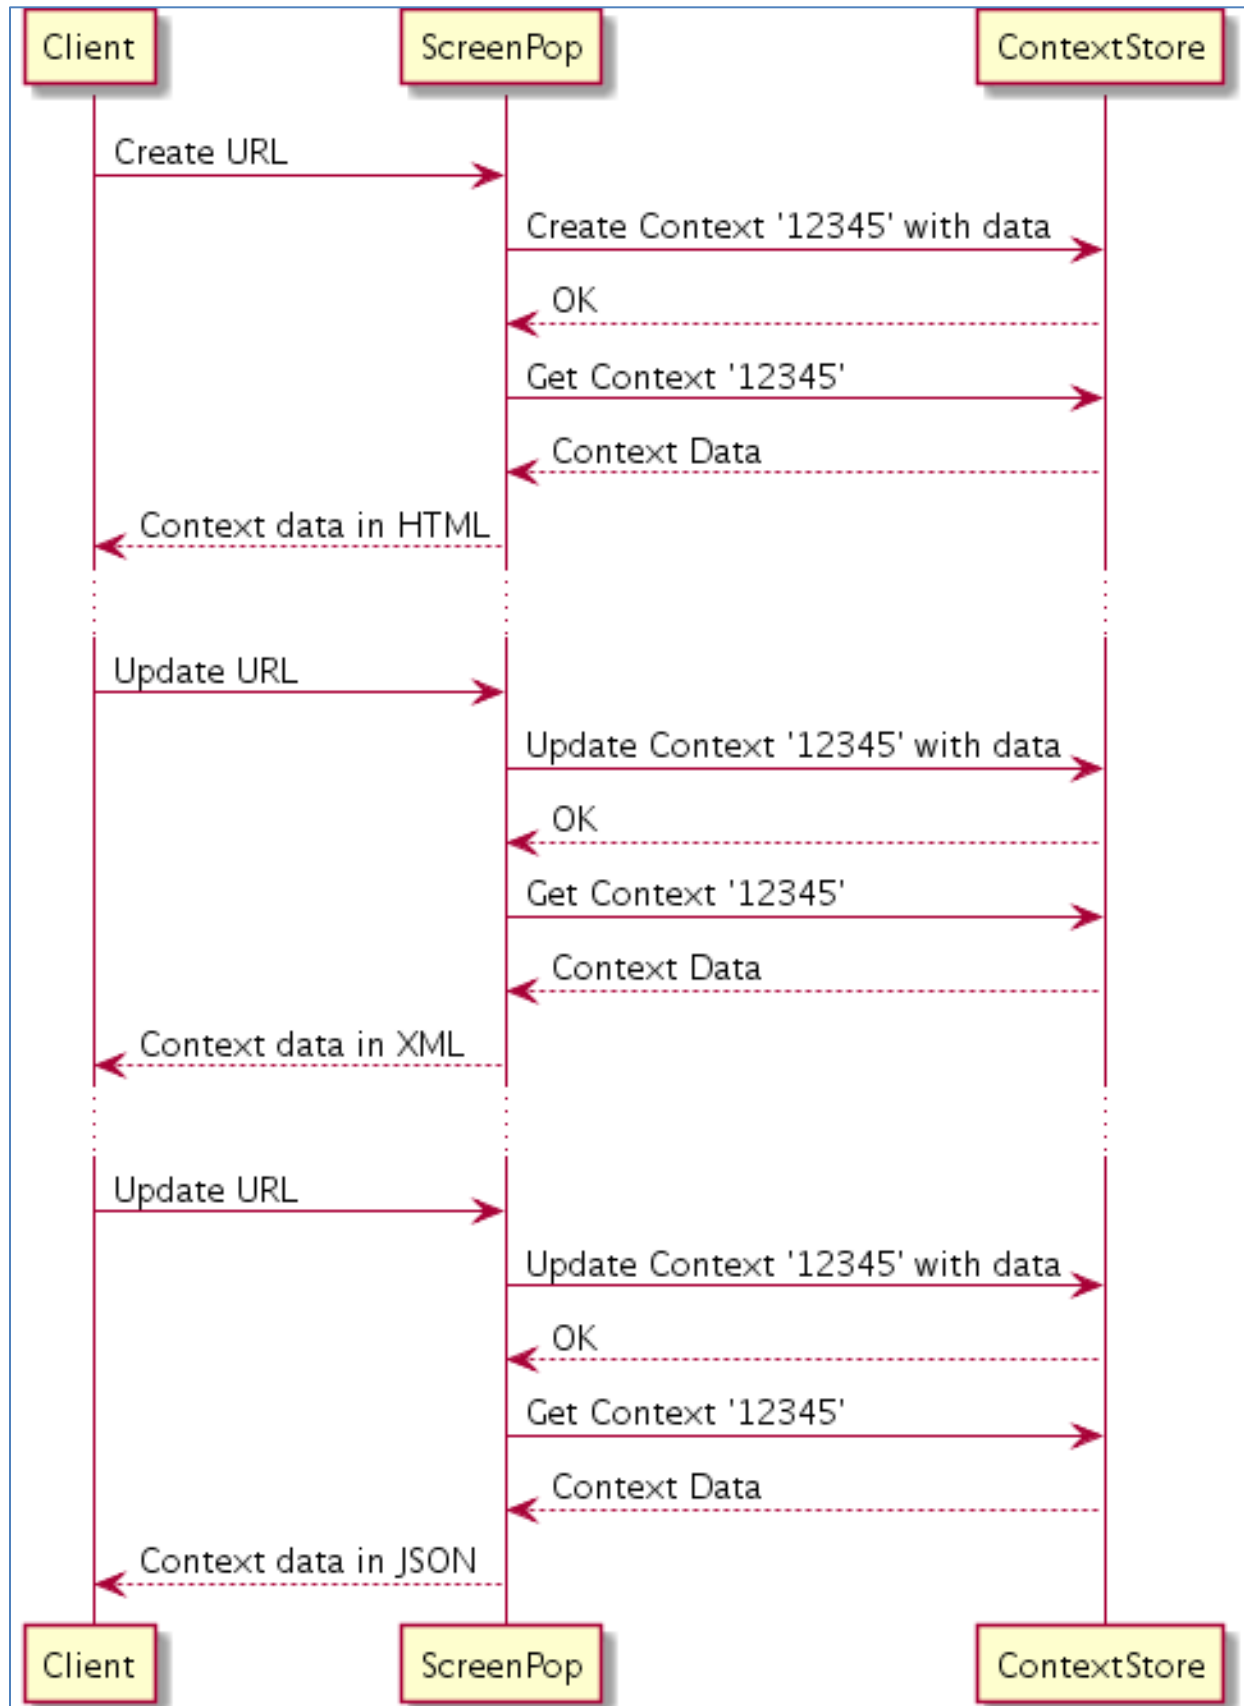 Client
ScreenPop
ContextStore
Create URL
Create Context '12345' with data
OK
Get Context '12345'
Context Data
Context data in HTML
Update URL
Update Context '12345' with data
OK
Get Context '12345'
Context Data
Context data in XML
Update URL
Update Context '12345' with data
OK
Get Context '12345'
Context Data
Context data in JSON
Client
ScreenPop
ContextStore